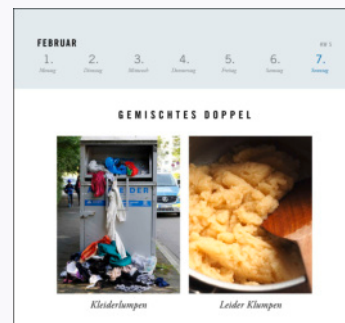 FEBRUAR
1. 2. 3. 4. 5. 6. 7.
Montag Dienstag Mittwoch Donnerstag Freitag Samstag Sonntag
GEMISCHTES DOPPEL
DER
Kleiderlumpen
Leider Klumpen